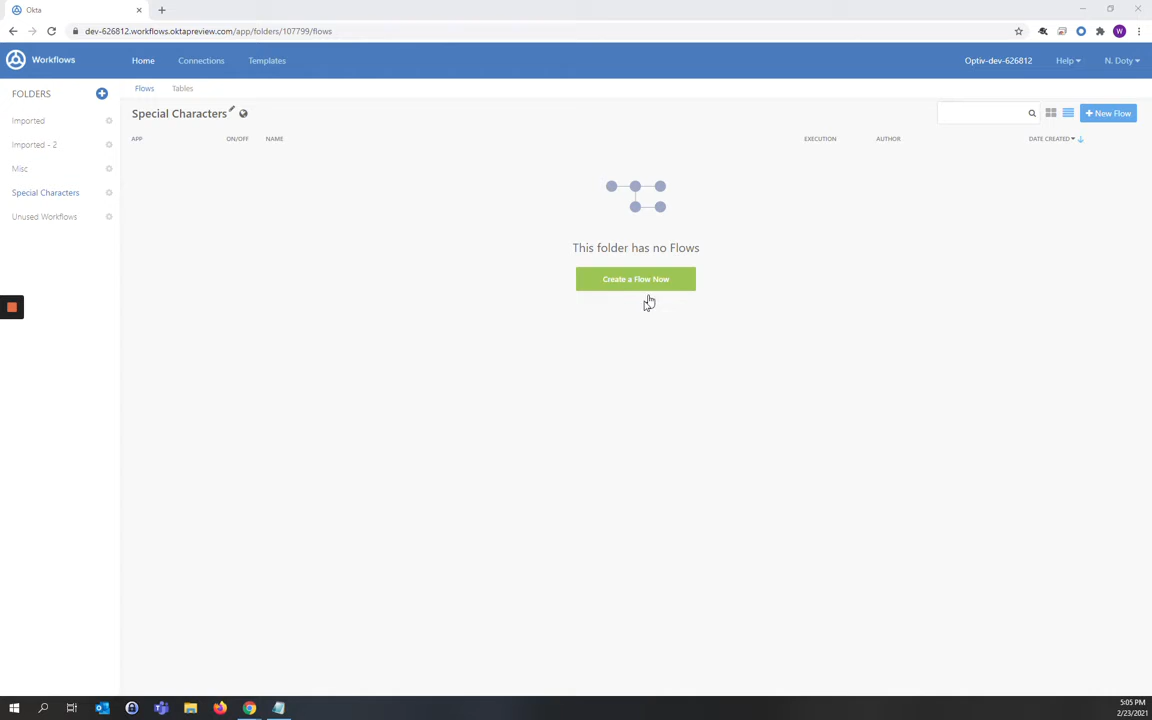 Okta
dev-626812.workflows.oktapreview.com/app/folders/107799/flows
W
Workflows
Home
Connections
Templates
Optiv-dev-626812
Help
N. Doty
FOLDERS
Flows
Tables
Imported
Imported - 2
Misc
Special Characters
Unused Workflows
Special Characters
+ New Flow
APP
ON/OFF
NAME
EXECUTION
AUTHOR
DATE CREATED
This folder has no Flows
Create a Flow Now
5:05 PM
2/23/2021